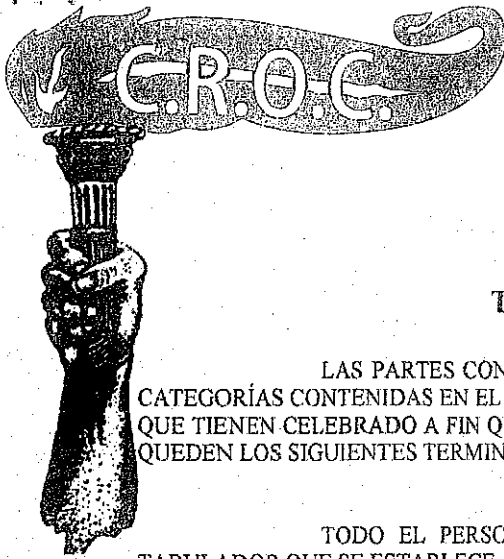 C.R.O.C.
T
LAS PARTES CON
CATEGORÍAS CONTENIDAS EN EL
QUE TIENEN CELEBRADO A FIN Q
QUEDEN LOS SIGUIENTES TERMIN
TODO EL PERSO
TABULADOR QUE SE ESTABLECE